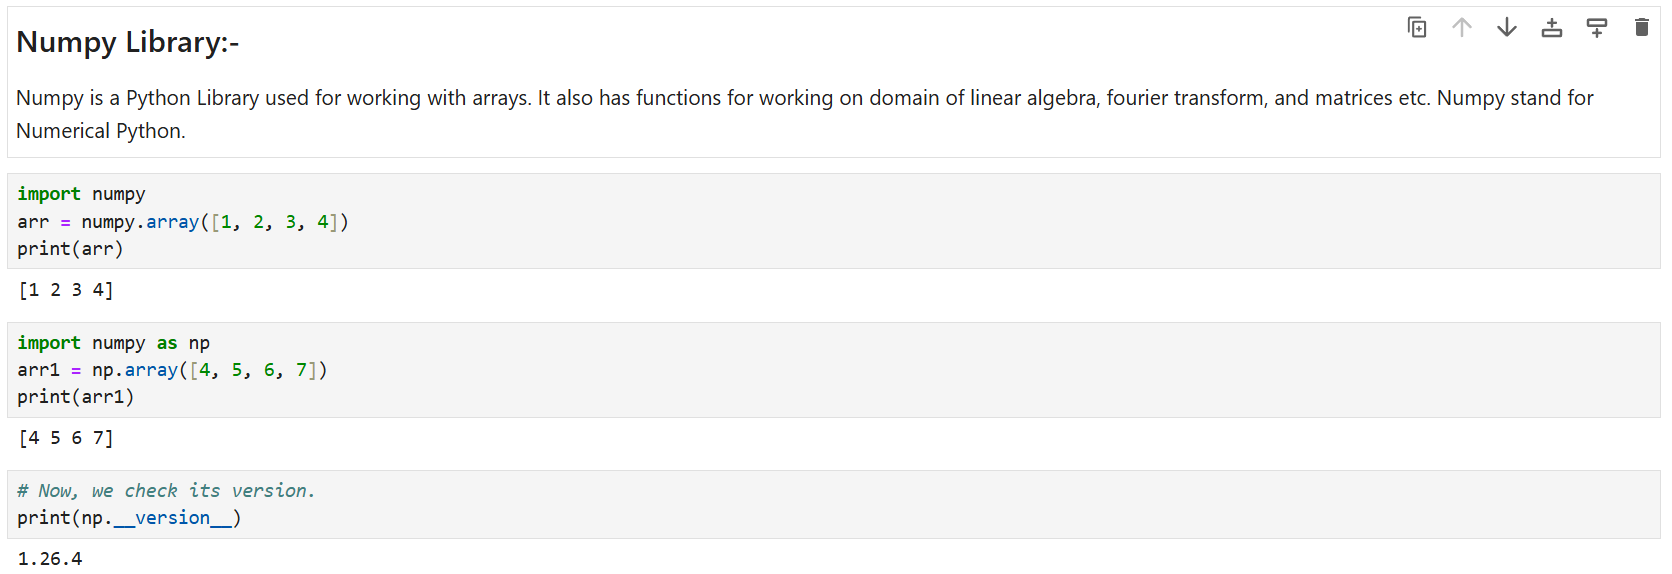 Numpy Library:-
Numpy is a Python Library used for working with arrays. It also has functions for working on domain of linear algebra, fourier transform, and matrices etc. Numpy stand for
Numerical Python.
import numpy
arr = numpy.array([1, 2, 3, 4])
print(arr)
[1 2 3 4]
import numpy as np
arr1 = np.array([4, 5, 6, 7])
print(arr1)
[4 5 6 7]
# Now, we check its version.
print(np.__version__)
1.26.4